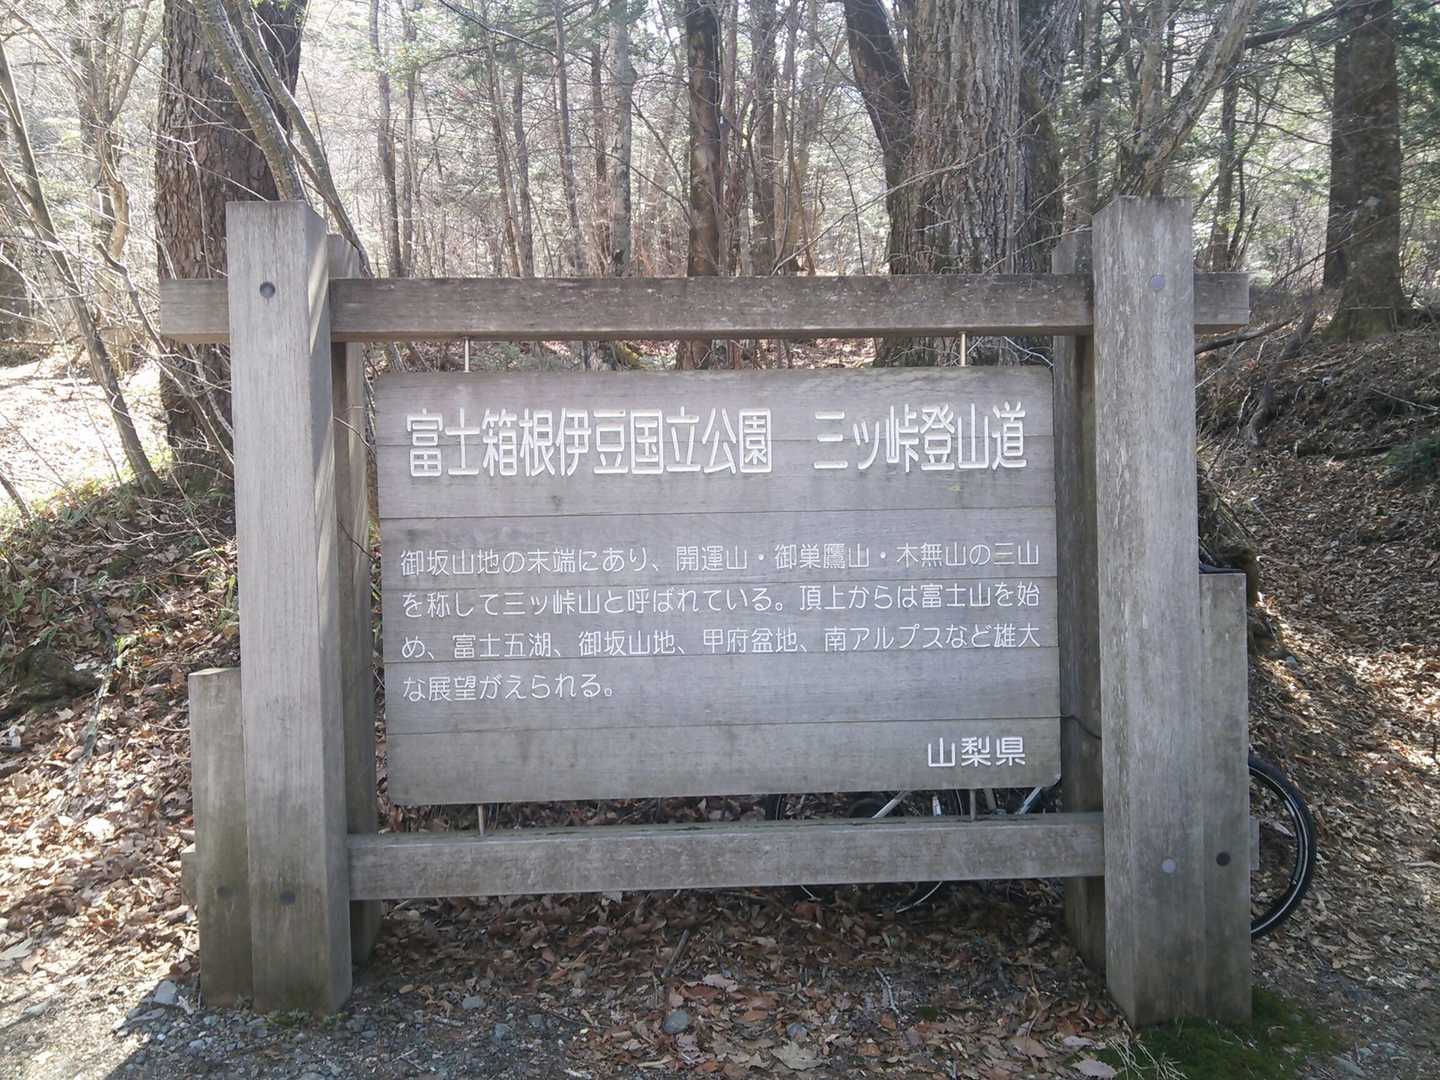 富士箱根伊豆国立公園　三ッ峠登山道
御坂山地の末端にあり、開運山・御巣鷹山・木無山の三山
を称して三ッ峠山と呼ばれている。頂上からは富士山を始
め、富士五湖、御坂山地、甲府盆地、南アルプスなど雄大
な展望がえられる。
山梨県